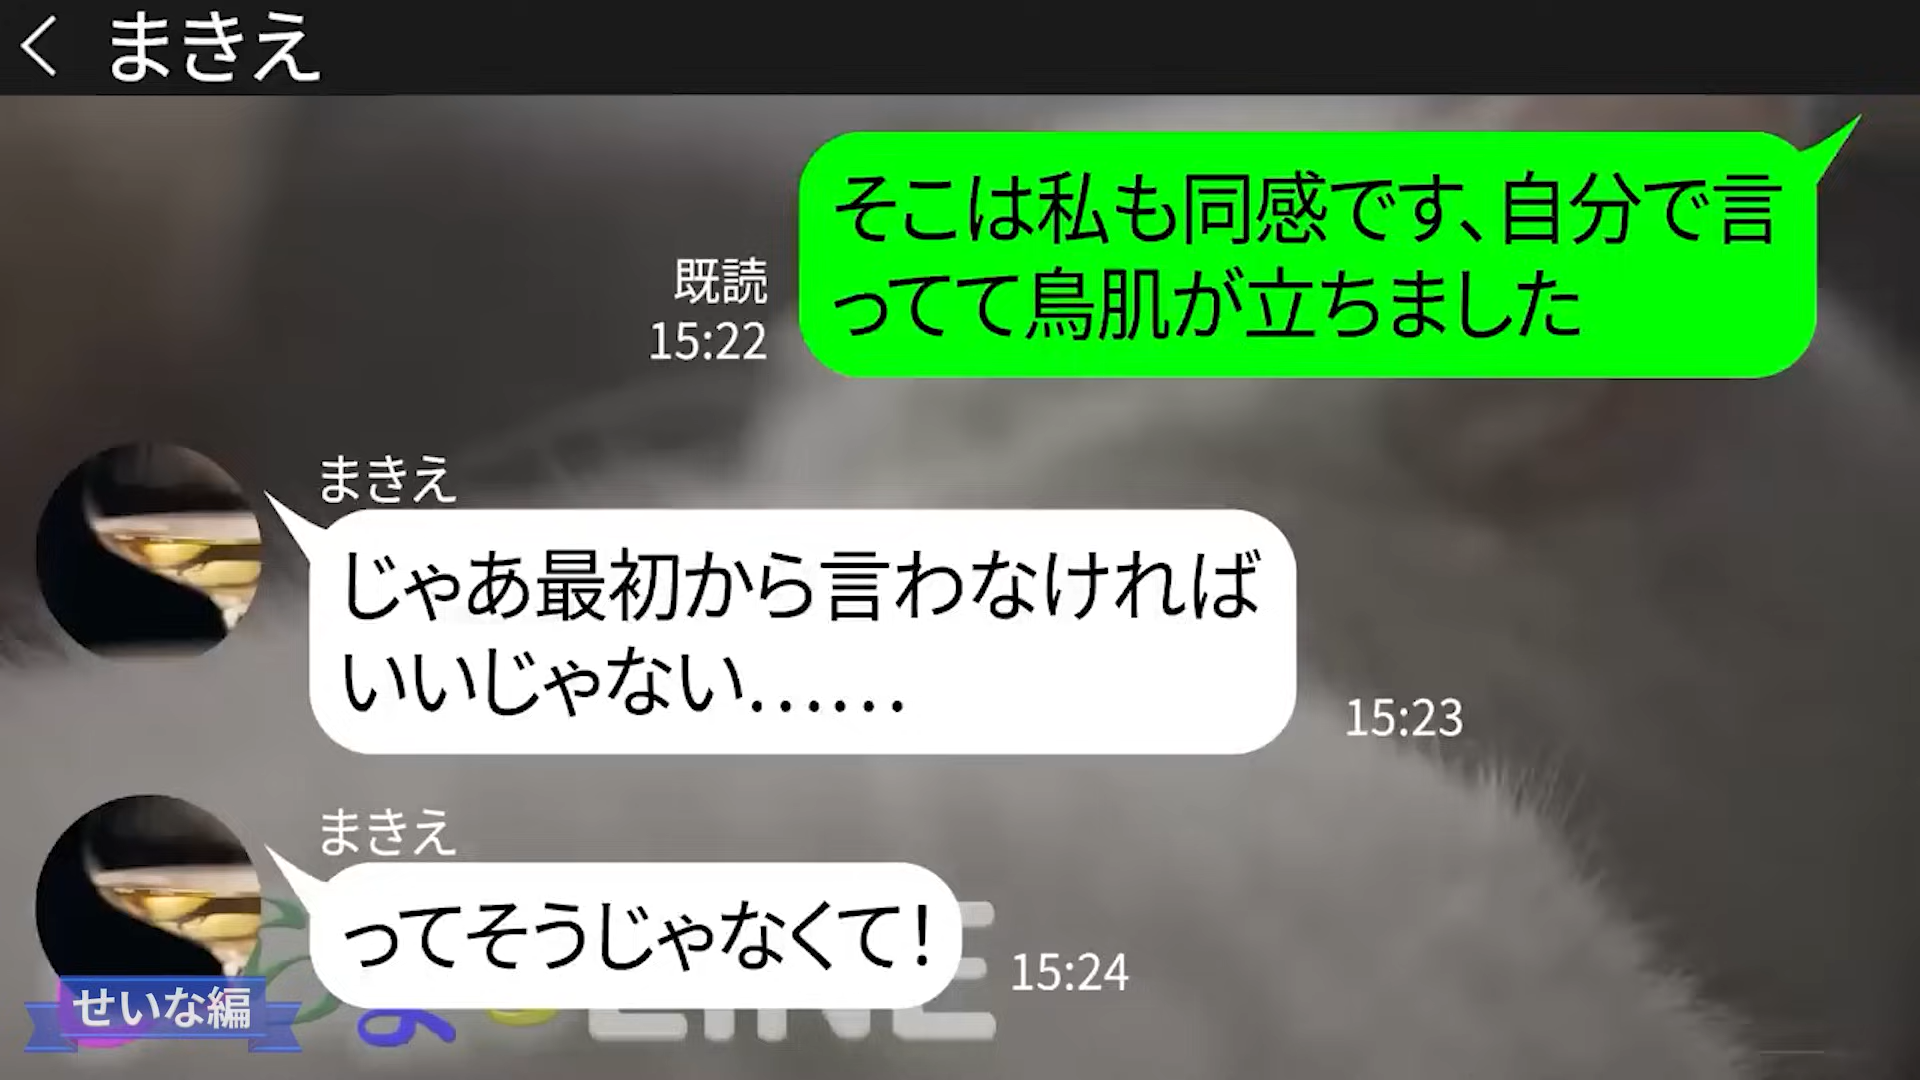 まきえ
そこは私も同感です、自分で言
ってて鳥肌が立ちました
既読
15:22
まきえ
じゃあ最初から言わなければ
いいじゃない……
15:23
まきえ
ってそうじゃなくて!
15:24
せいな編
LINE